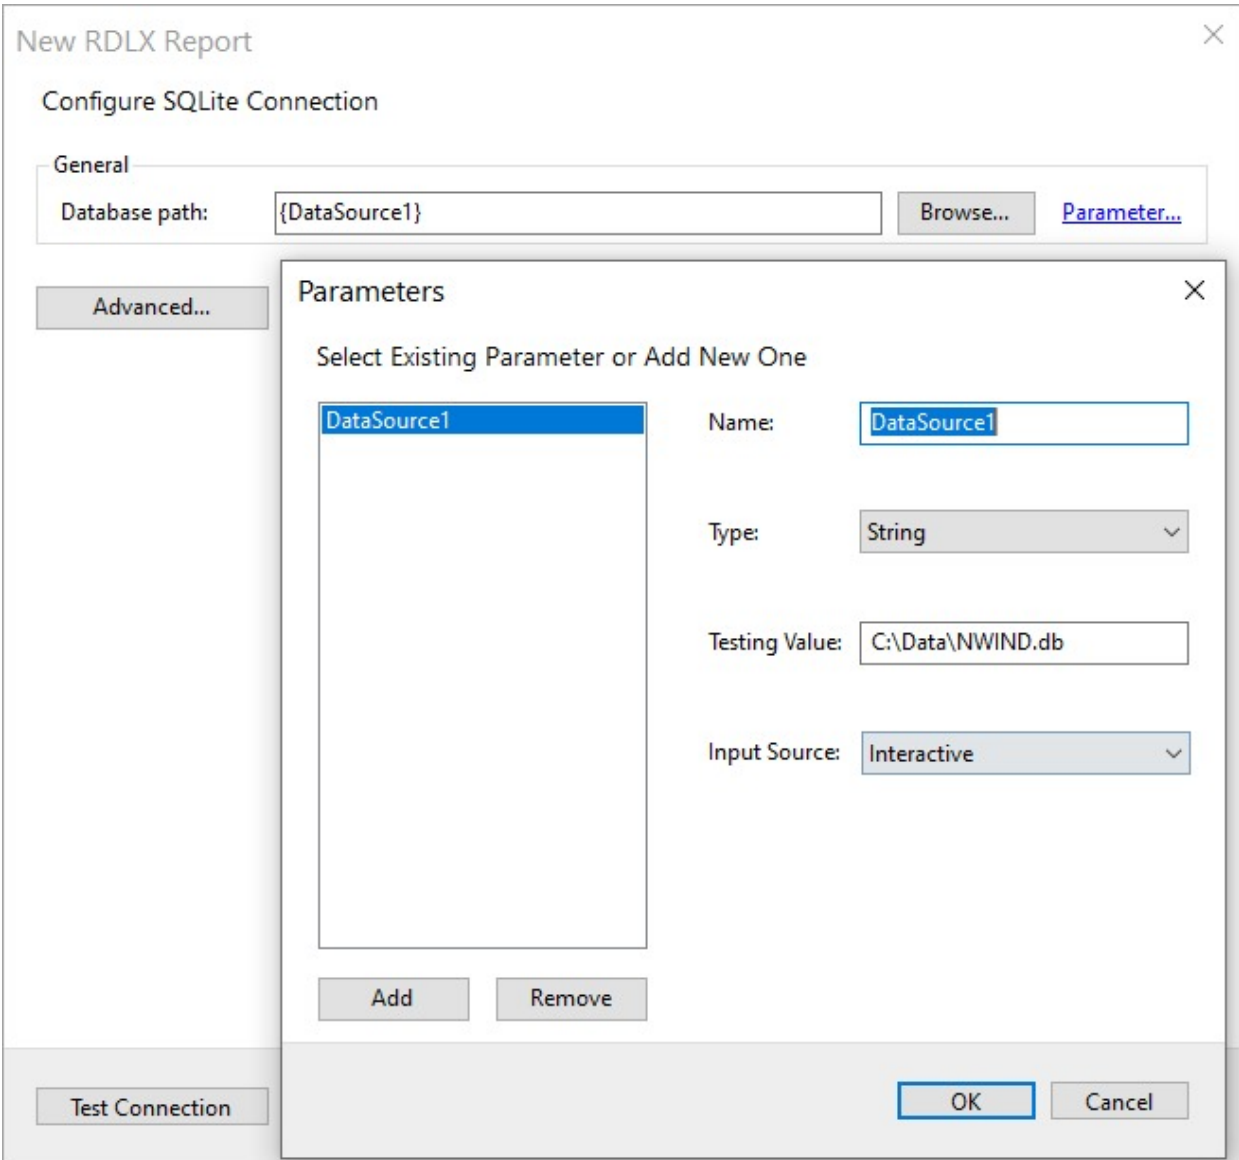 New RDLX Report
Configure SQLite Connection
General
Database path: {DataSource1} Browse... Parameter...
Advanced...
Parameters
Select Existing Parameter or Add New One
DataSource1
Name: DataSource1
Type: String
Testing Value: C:\Data\NWIND.db
Input Source: Interactive
Add Remove
Test Connection
OK Cancel